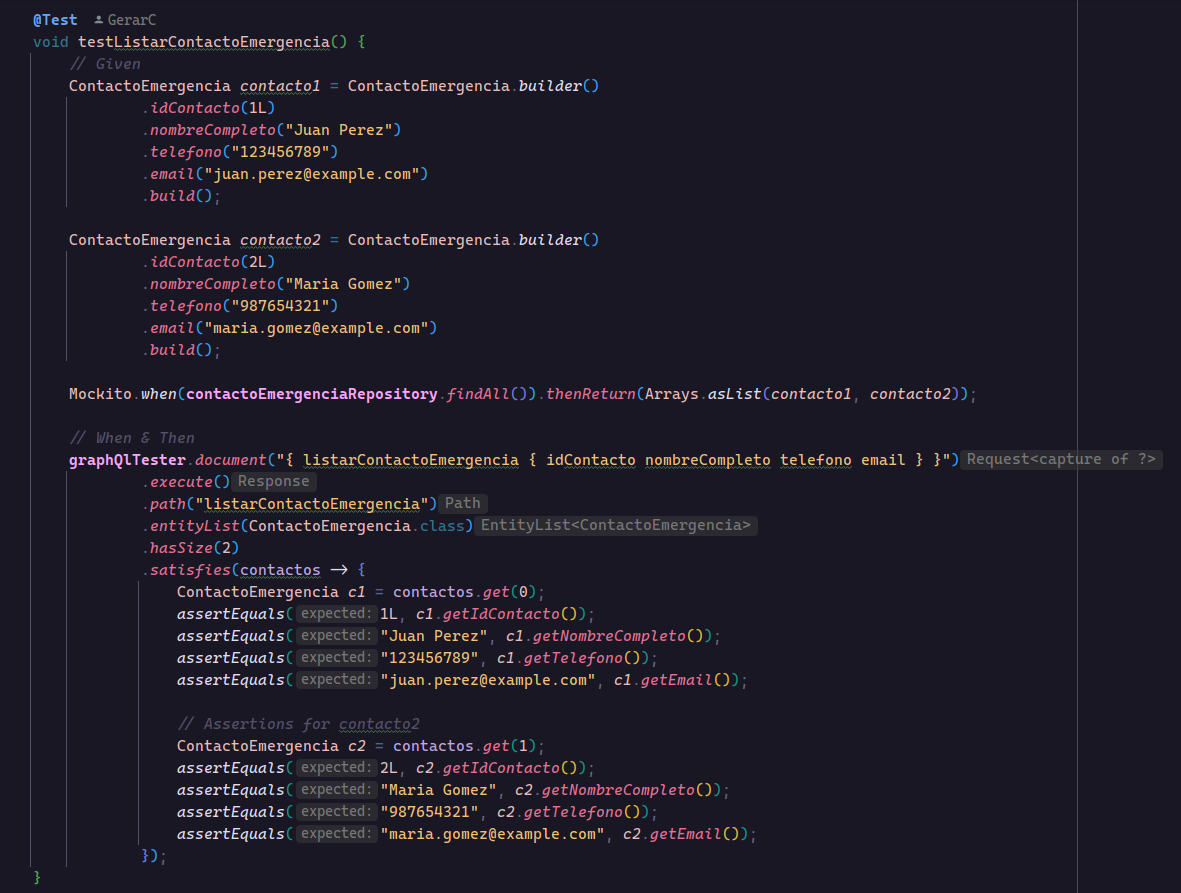 @Test GerarC
void testListarContactoEmergencia() {
// Given
ContactoEmergencia contacto1 = ContactoEmergencia.builder()
.idContacto(1L)
.nombreCompleto("Juan Perez")
.telefono("123456789")
.email("juan.perez@example.com")
.build();
ContactoEmergencia contacto2 = ContactoEmergencia.builder()
.idContacto(2L)
.nombreCompleto("Maria Gomez")
.telefono("987654321")
.email("maria.gomez@example.com")
.build();
Mockito.when(contactoEmergenciaRepository.findAll()).thenReturn(Arrays.asList(contacto1, contacto2));
// When & Then
graphQlTester.document("{ listarContactoEmergencia { idContacto nombreCompleto telefono email } }") Request<capture of ?>
.execute() Response
.path("listarContactoEmergencia") Path
.entityList(ContactoEmergencia.class) EntityList<ContactoEmergencia>
.hasSize(2)
.satisfies(contactos -> {
ContactoEmergencia c1 = contactos.get(0);
assertEquals( expected: 1L, c1.getIdContacto());
assertEquals( expected: "Juan Perez", c1.getNombreCompleto());
assertEquals( expected: "123456789", c1.getTelefono());
assertEquals( expected: "juan.perez@example.com", c1.getEmail());
// Assertions for contacto2
ContactoEmergencia c2 = contactos.get(1);
assertEquals( expected: 2L, c2.getIdContacto());
assertEquals( expected: "Maria Gomez", c2.getNombreCompleto());
assertEquals( expected: "987654321", c2.getTelefono());
assertEquals( expected: "maria.gomez@example.com", c2.getEmail());
});
}